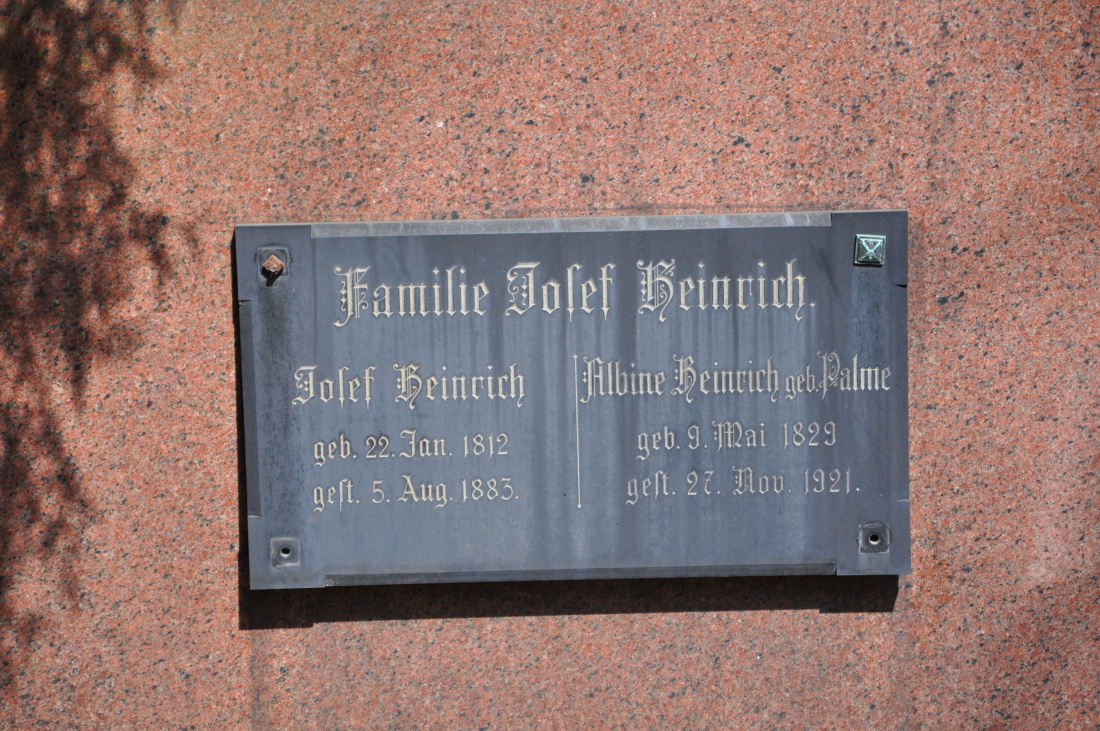 Familie Josef Heinrich.
Josef Heinrich
geb. 22. Jan. 1812
gest. 5. Aug. 1883.
Albine Heinrich geb. Palme
geb. 9. Mai 1829
gest. 27. Nov. 1921.